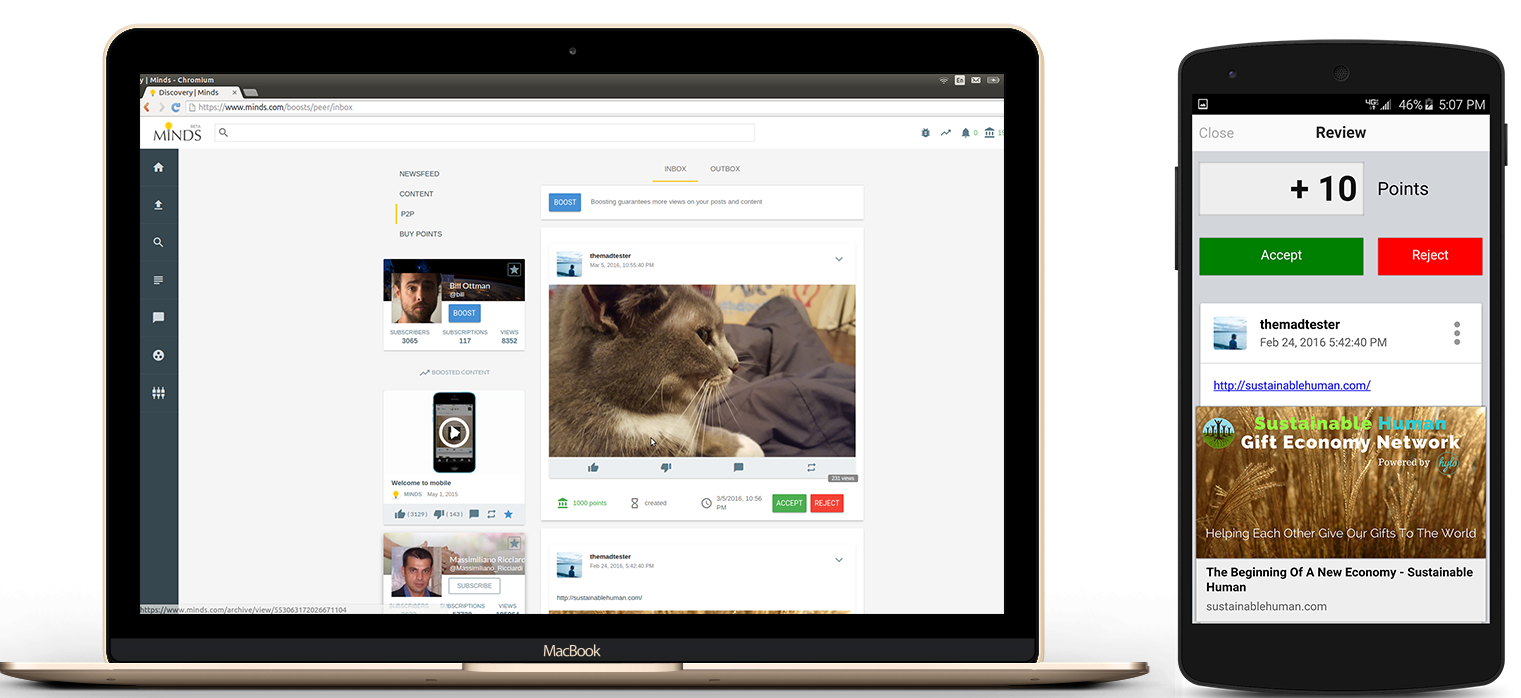 y | Minds - Chromium
En
Discovery | Minds ×
https://www.minds.com/boosts/peer/inbox
BETA
MINDS
0
NEWSFEED
CONTENT
P2P
BUY POINTS
Bill Ottman
@bill
BOOST
SUBSCRIBERS SUBSCRIPTIONS VIEWS
3065 117 8352
BOOSTED CONTENT
Welcome to mobile
MINDS May 1, 2015
(3129) (143)
Massimiliano Ricciardi
@Massimiliano_Ricciardi
SUBSCRIBE
SUBSCRIBERS SUBSCRIPTIONS VIEWS
https://www.minds.com/archive/view/553063172026671104
INBOX OUTBOX
BOOST Boosting guarantees more views on your posts and content
themadtester
Mar 5, 2016, 10:55:40 PM
231 views
1000 points created 3/5/2016, 10:56 PM ACCEPT REJECT
themadtester
Feb 24, 2016, 5:42:40 PM
http://sustainablehuman.com/
MacBook
4G 46% 5:07 PM
Close Review
+ 10 Points
Accept Reject
themadtester
Feb 24, 2016 5:42:40 PM
http://sustainablehuman.com/
Sustainable Human
Gift Economy Network
Powered by hylo
Helping Each Other Give Our Gifts To The World
The Beginning Of A New Economy - Sustainable
Human
sustainablehuman.com